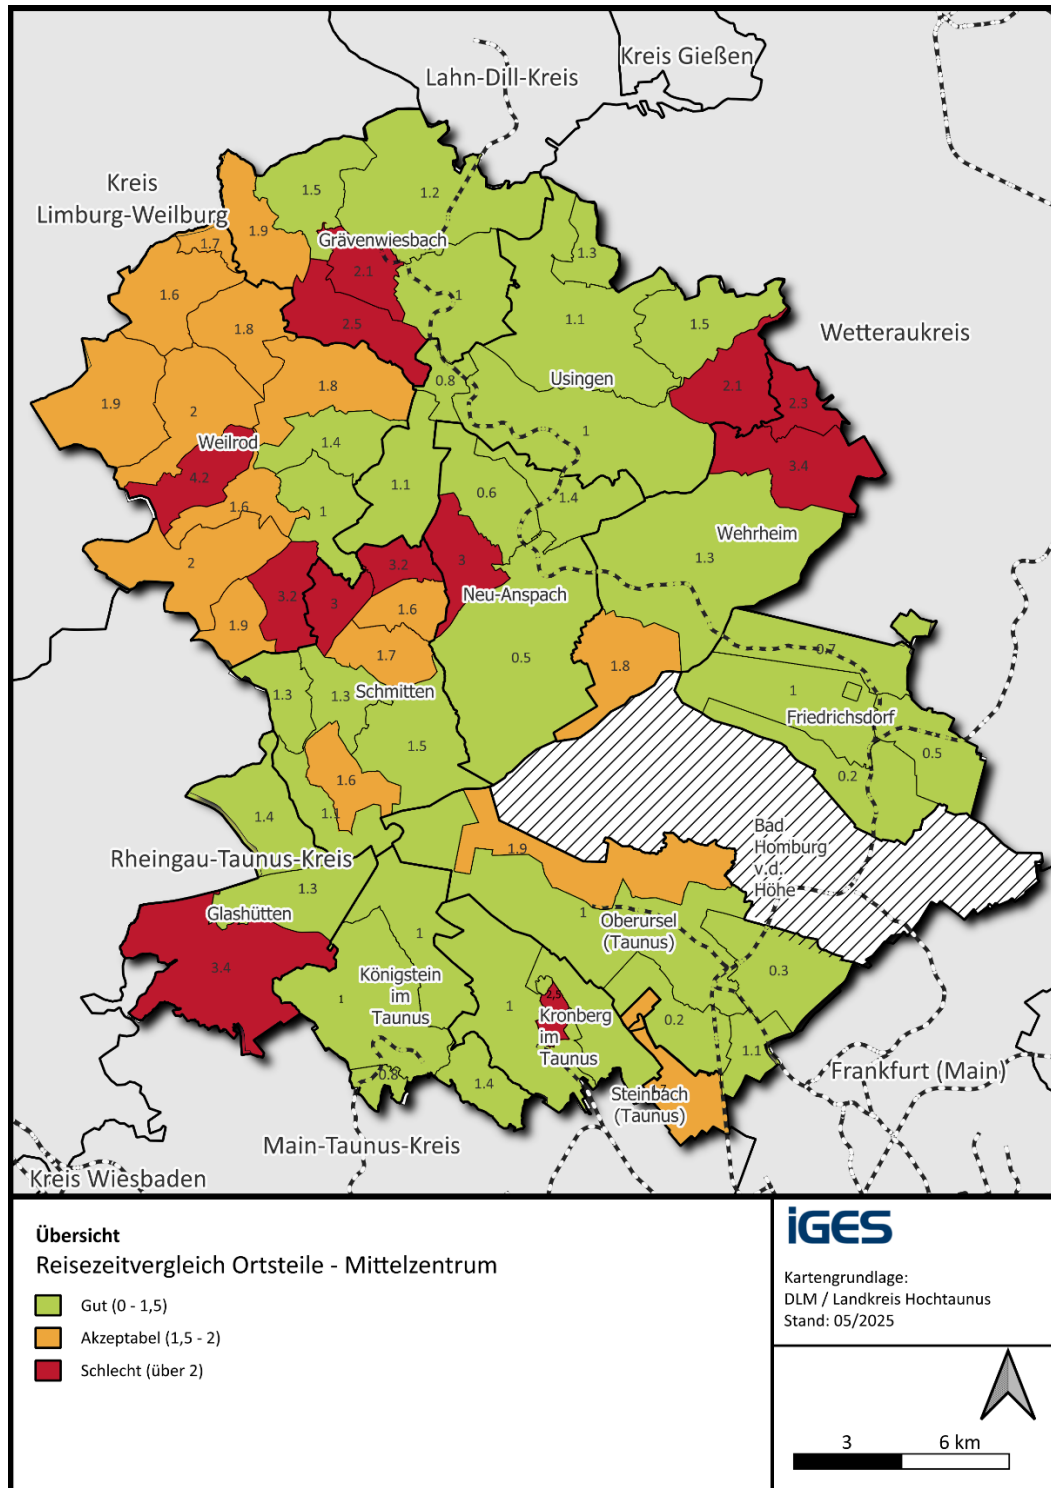 Kreis Gießen
Lahn-Dill-Kreis
Kreis
Limburg-Weilburg
1.5
1.2
1.9
1.7
Grävenwiesbach
1.3
2.1
1
1.6
1.8
2.5
1.1
1.5
Wetteraukreis
0.8
Usingen
1.8
2.1
1.9
2
2.3
1
Weilrod
1.4
3.4
4.2
1.1
0.6
1.4
1.6
1
Wehrheim
1.3
2
3.2
3
3.2
3
Neu-Anspach
1.6
1.9
1.7
0.5
1.8
0.7
Schmitten
1.3
1.3
1
Friedrichsdorf
1.5
0.5
1.6
0.2
1.1
1.4
Bad
Homburg
v.d.
Höhe
1.9
Rheingau-Taunus-Kreis
1.3
Glashütten
1
Oberursel
(Taunus)
1
3.4
0.3
Königstein
im
Taunus
1
1
2,5
Kronberg
im
Taunus
0.2
1.1
0.8
1.4
Frankfurt (Main)
Steinbach
(Taunus)
Main-Taunus-Kreis
Kreis Wiesbaden
Übersicht
Reisezeitvergleich Ortsteile - Mittelzentrum
Gut (0 - 1,5)
Akzeptabel (1,5 - 2)
Schlecht (über 2)
iGES
Kartengrundlage:
DLM / Landkreis Hochtaunus
Stand: 05/2025
3 6 km